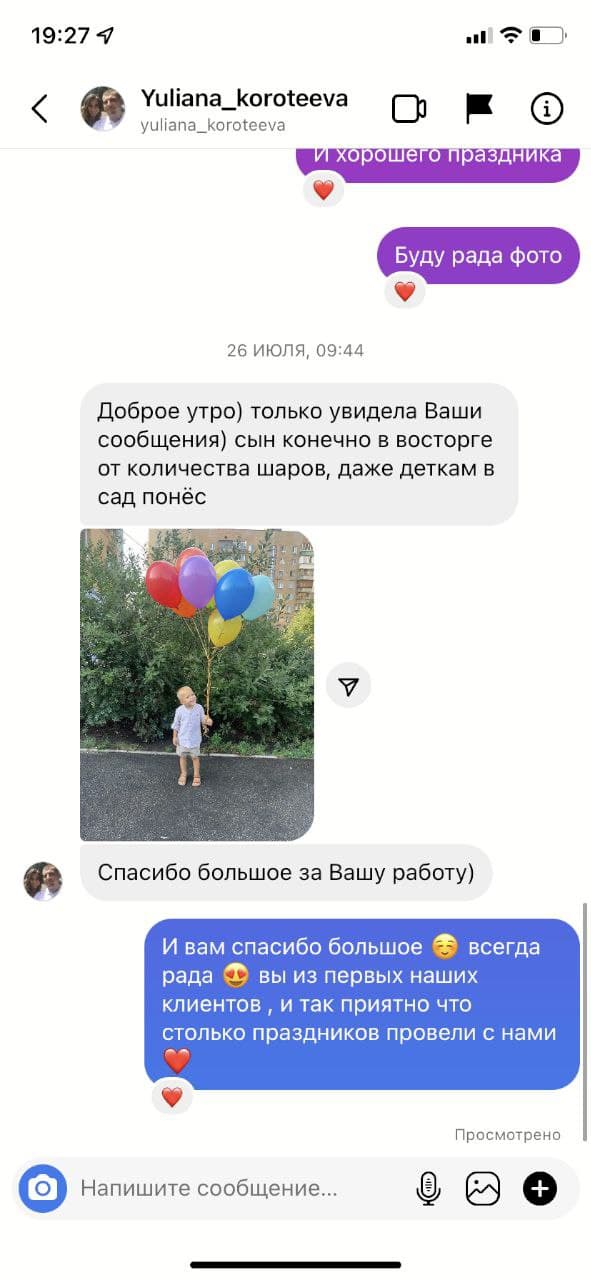 19:27
Yuliana_koroteeva
yuliana_koroteeva
И хорошего праздника
Буду рада фото
26 ИЮЛЯ, 09:44
Доброе утро) только увидела Ваши
сообщения) сын конечно в восторге
от количества шаров, даже деткам в
сад понёс
Спасибо большое за Вашу работу)
И вам спасибо большое ☺️ всегда
рада 😍 вы из первых наших
клиентов , и так приятно что
столько праздников провели с нами
❤️
Просмотрено
Напишите сообщение...